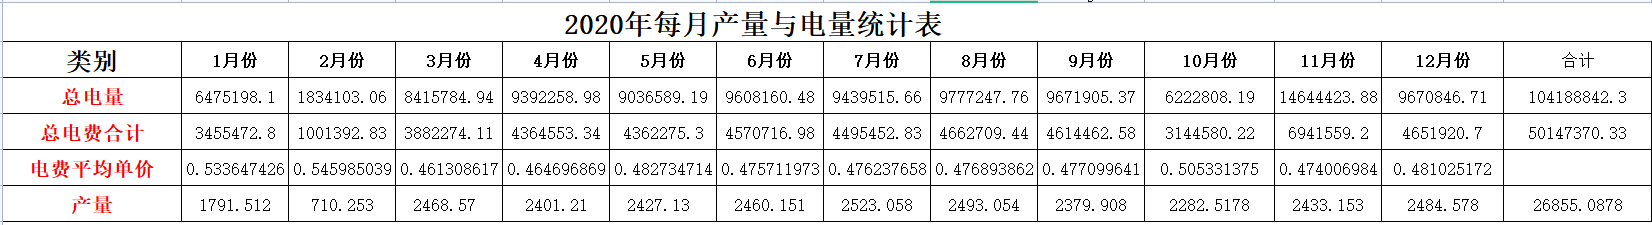 2020年每月产量与电量统计表
类别 1月份 2月份 3月份 4月份 5月份 6月份 7月份 8月份 9月份 10月份 11月份 12月份 合计
总电量 6475198.1 1834103.06 8415784.94 9392258.98 9036589.19 9608160.48 9439515.66 9777247.76 9671905.37 6222808.19 14644423.88 9670846.71 104188842.3
总电费合计 3455472.8 1001392.83 3882274.11 4364553.34 4362275.3 4570716.98 4495452.83 4662709.44 4614462.58 3144580.22 6941559.2 4651920.7 50147370.33
电费平均单价 0.533647426 0.545985039 0.461308617 0.464696869 0.482734714 0.475711973 0.476237658 0.476893862 0.477099641 0.505331375 0.474006984 0.481025172
产量 1791.512 710.253 2468.57 2401.21 2427.13 2460.151 2523.058 2493.054 2379.908 2282.5178 2433.153 2484.578 26855.0878